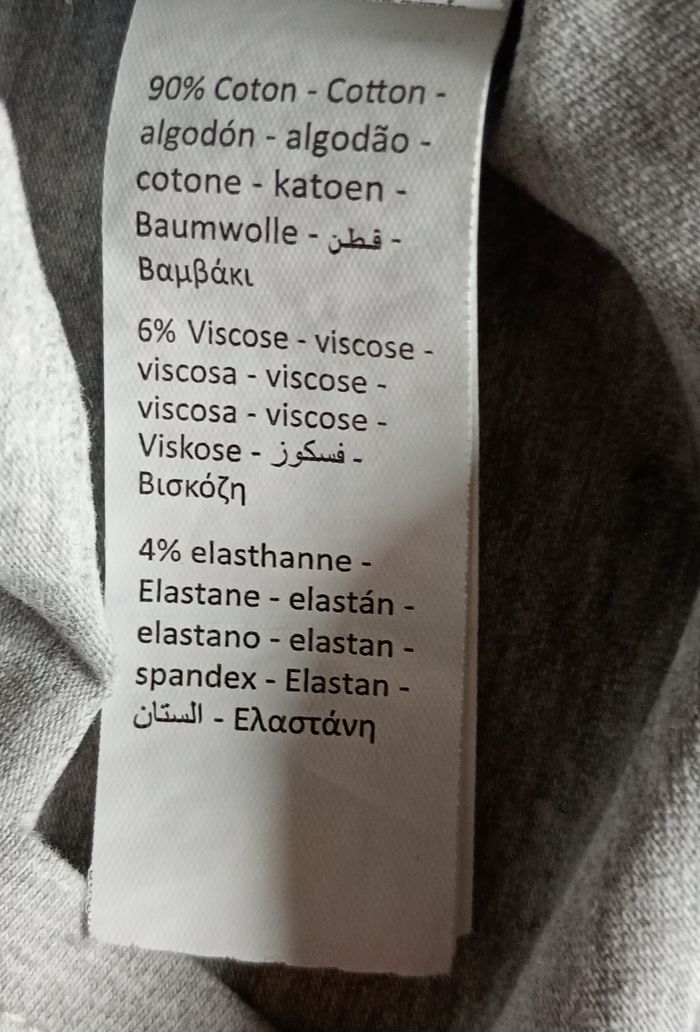 90% Coton - Cotton -
algodón - algodão -
cotone - katoen -
Baumwolle - قطن -
Βαμβάκι
6% Viscose - viscose -
viscosa - viscose -
viscosa - viscose -
Viskose - فسكوز -
Βισκόζη
4% elasthanne -
Elastane - elastán -
elastano - elastan -
spandex - Elastan -
الستان - Ελαστάνη